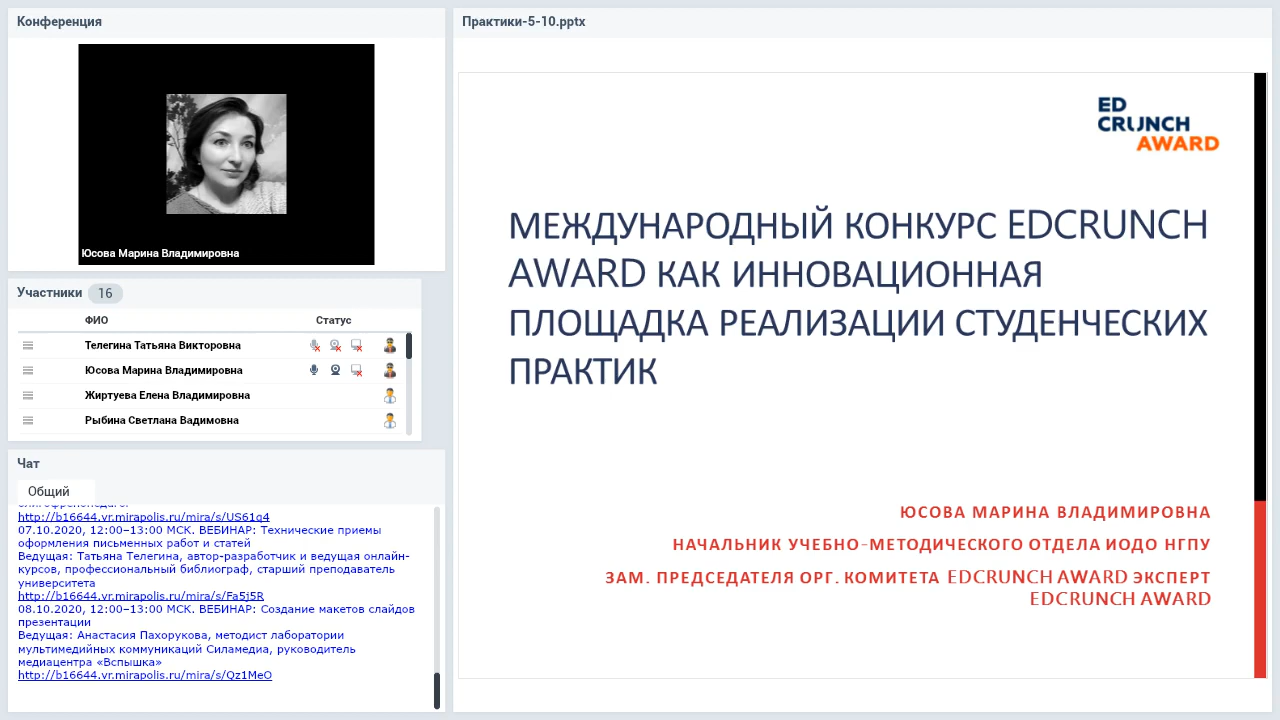 Конференция
Юсова Марина Владимировна
Участники 16
ФИО Статус
Телегина Татьяна Викторовна
Юсова Марина Владимировна
Жиртуева Елена Владимировна
Рыбина Светлана Вадимовна
Чат
Общий
http://b16644.vr.mirapolis.ru/mira/s/US61q4
07.10.2020, 12:00–13:00 МСК. ВЕБИНАР: Технические приемы
оформления письменных работ и статей
Ведущая: Татьяна Телегина, автор-разработчик и ведущая онлайн-
курсов, профессиональный библиограф, старший преподаватель
университета
http://b16644.vr.mirapolis.ru/mira/s/Fa5j5R
08.10.2020, 12:00–13:00 МСК. ВЕБИНАР: Создание макетов слайдов
презентации
Ведущая: Анастасия Пахорукова, методист лаборатории
мультимедийных коммуникаций Силамедиа, руководитель
медиацентра «Вспышка»
http://b16644.vr.mirapolis.ru/mira/s/Qz1MeO
Практики-5-10.pptx
ED
CRUNCH
AWARD
МЕЖДУНАРОДНЫЙ КОНКУРС EDCRUNCH
AWARD КАК ИННОВАЦИОННАЯ
ПЛОЩАДКА РЕАЛИЗАЦИИ СТУДЕНЧЕСКИХ
ПРАКТИК
ЮСОВА МАРИНА ВЛАДИМИРОВНА
НАЧАЛЬНИК УЧЕБНО-МЕТОДИЧЕСКОГО ОТДЕЛА ИОДО НГПУ
ЗАМ. ПРЕДСЕДАТЕЛЯ ОРГ. КОМИТЕТА EDCRUNCH AWARD ЭКСПЕРТ
EDCRUNCH AWARD